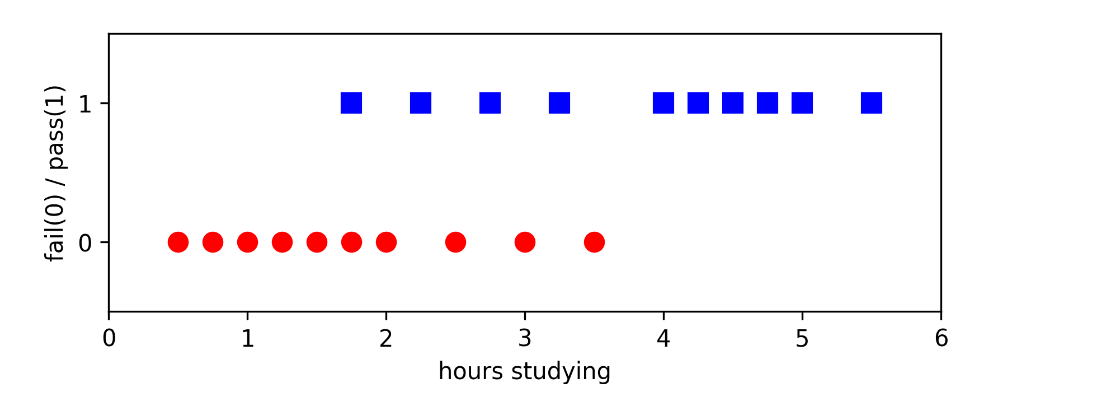 fail(0) / pass(1)
1
0
0 1 2 3 4 5 6
hours studying